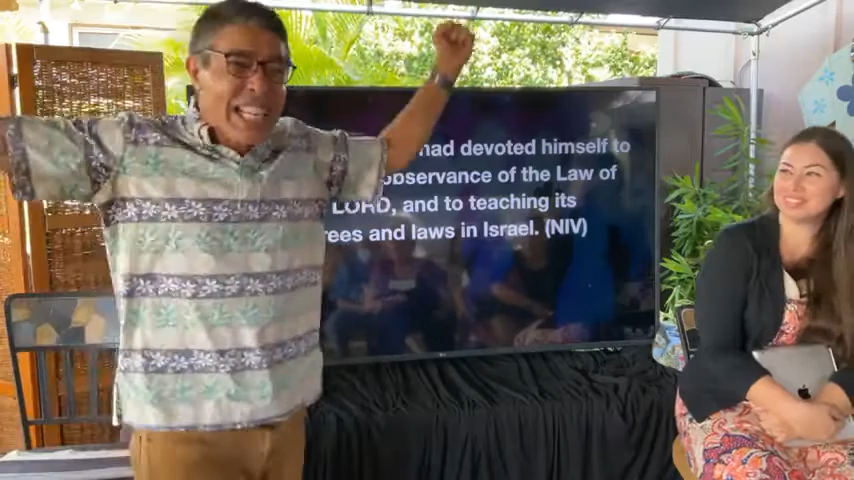 had devoted himself to
observance of the Law of
LORD, and to teaching its
rees and laws in Israel. (NIV)